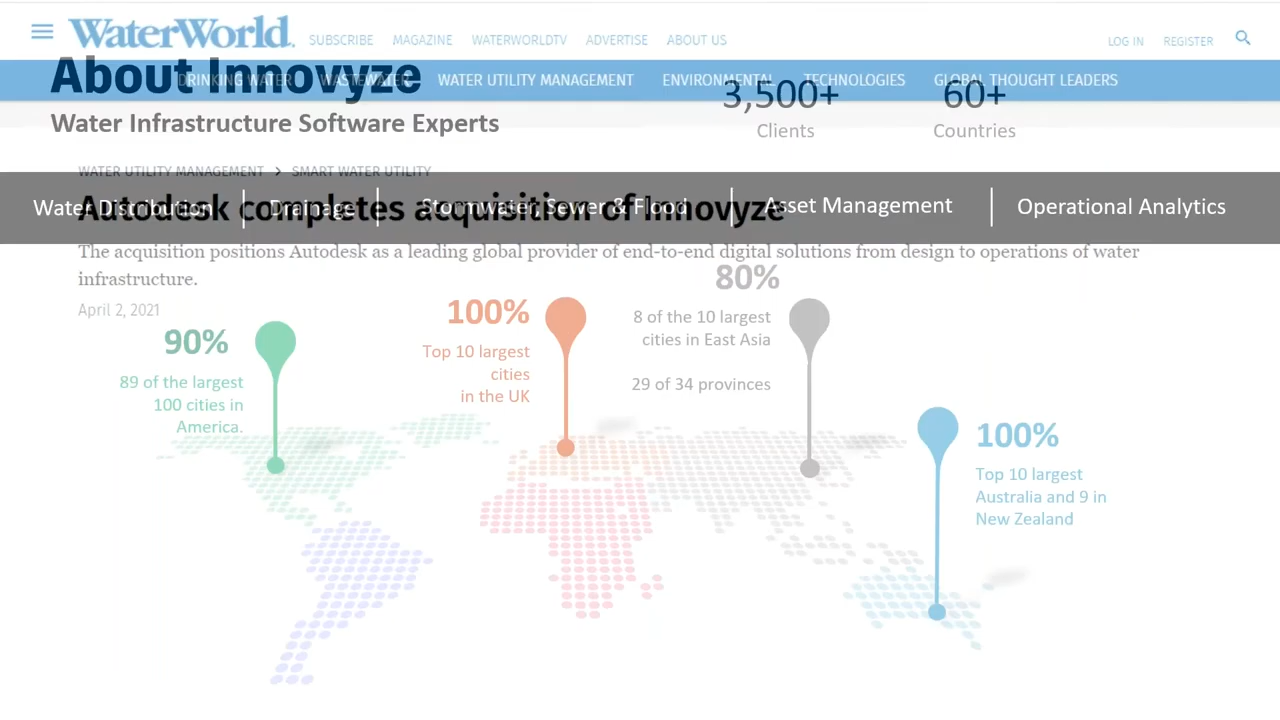 WaterWorld.
SUBSCRIBE MAGAZINE WATERWORLDTV ADVERTISE ABOUT US
LOG IN REGISTER
DRINKING WATER WASTEWATER WATER UTILITY MANAGEMENT ENVIRONMENTAL TECHNOLOGIES GLOBAL THOUGHT LEADERS
About Innovyze
Water Infrastructure Software Experts
3,500+
Clients
60+
Countries
WATER UTILITY MANAGEMENT > SMART WATER UTILITY
Autodesk completes acquisition of Innovyze
Water Distribution Drainage Stormwater, Sewer & Flood Asset Management Operational Analytics
The acquisition positions Autodesk as a leading global provider of end-to-end digital solutions from design to operations of water
infrastructure.
April 2, 2021
90%
89 of the largest
100 cities in
America.
100%
Top 10 largest
cities
in the UK
80%
8 of the 10 largest
cities in East Asia
29 of 34 provinces
100%
Top 10 largest
Australia and 9 in
New Zealand